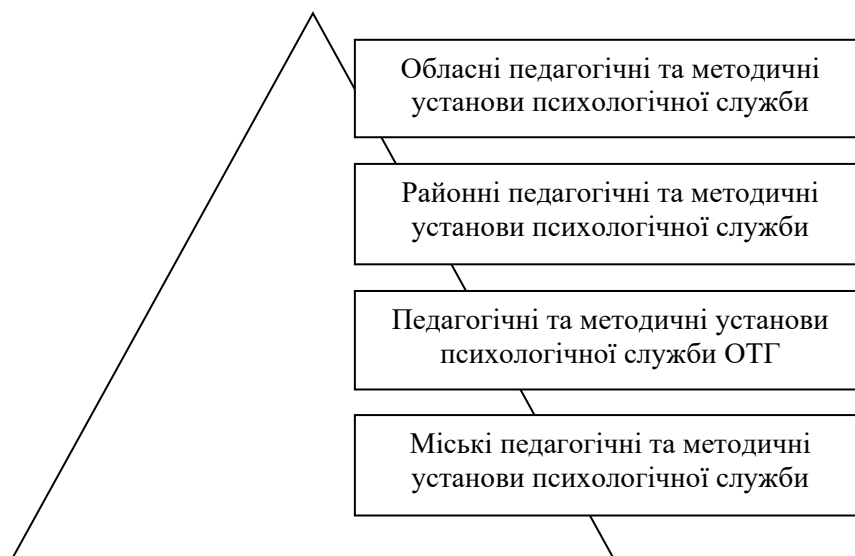 Обласні педагогічні та методичні
установи психологічної служби
Районні педагогічні та методичні
установи психологічної служби
Педагогічні та методичні установи
психологічної служби ОТГ
Міські педагогічні та методичні
установи психологічної служби